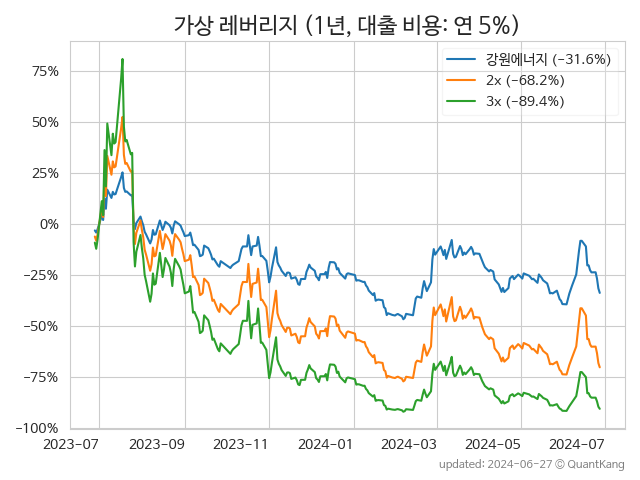 가상 레버리지 (1년, 대출 비용: 연 5%)
강원에너지 (−31.6%)
2x (−68.2%)
3x (−89.4%)
75%
50%
25%
0%
−25%
−50%
−75%
−100%
2023-07 2023-09 2023-11 2024-01 2024-03 2024-05 2024-07
updated: 2024-06-27 © QuantKang